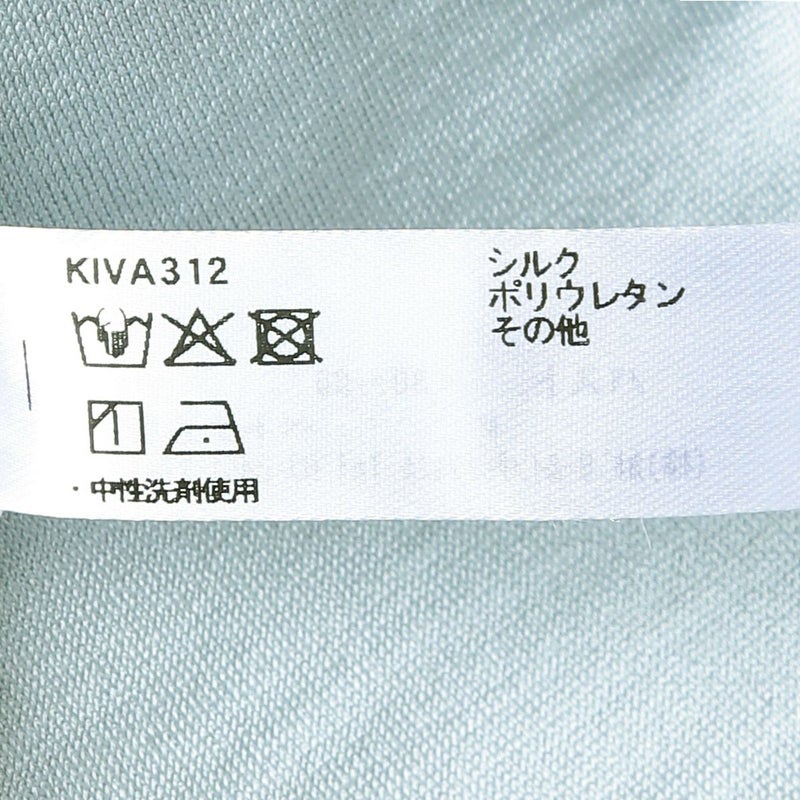 KIVA312
・中性洗剤使用
シルク
ポリウレタン
その他